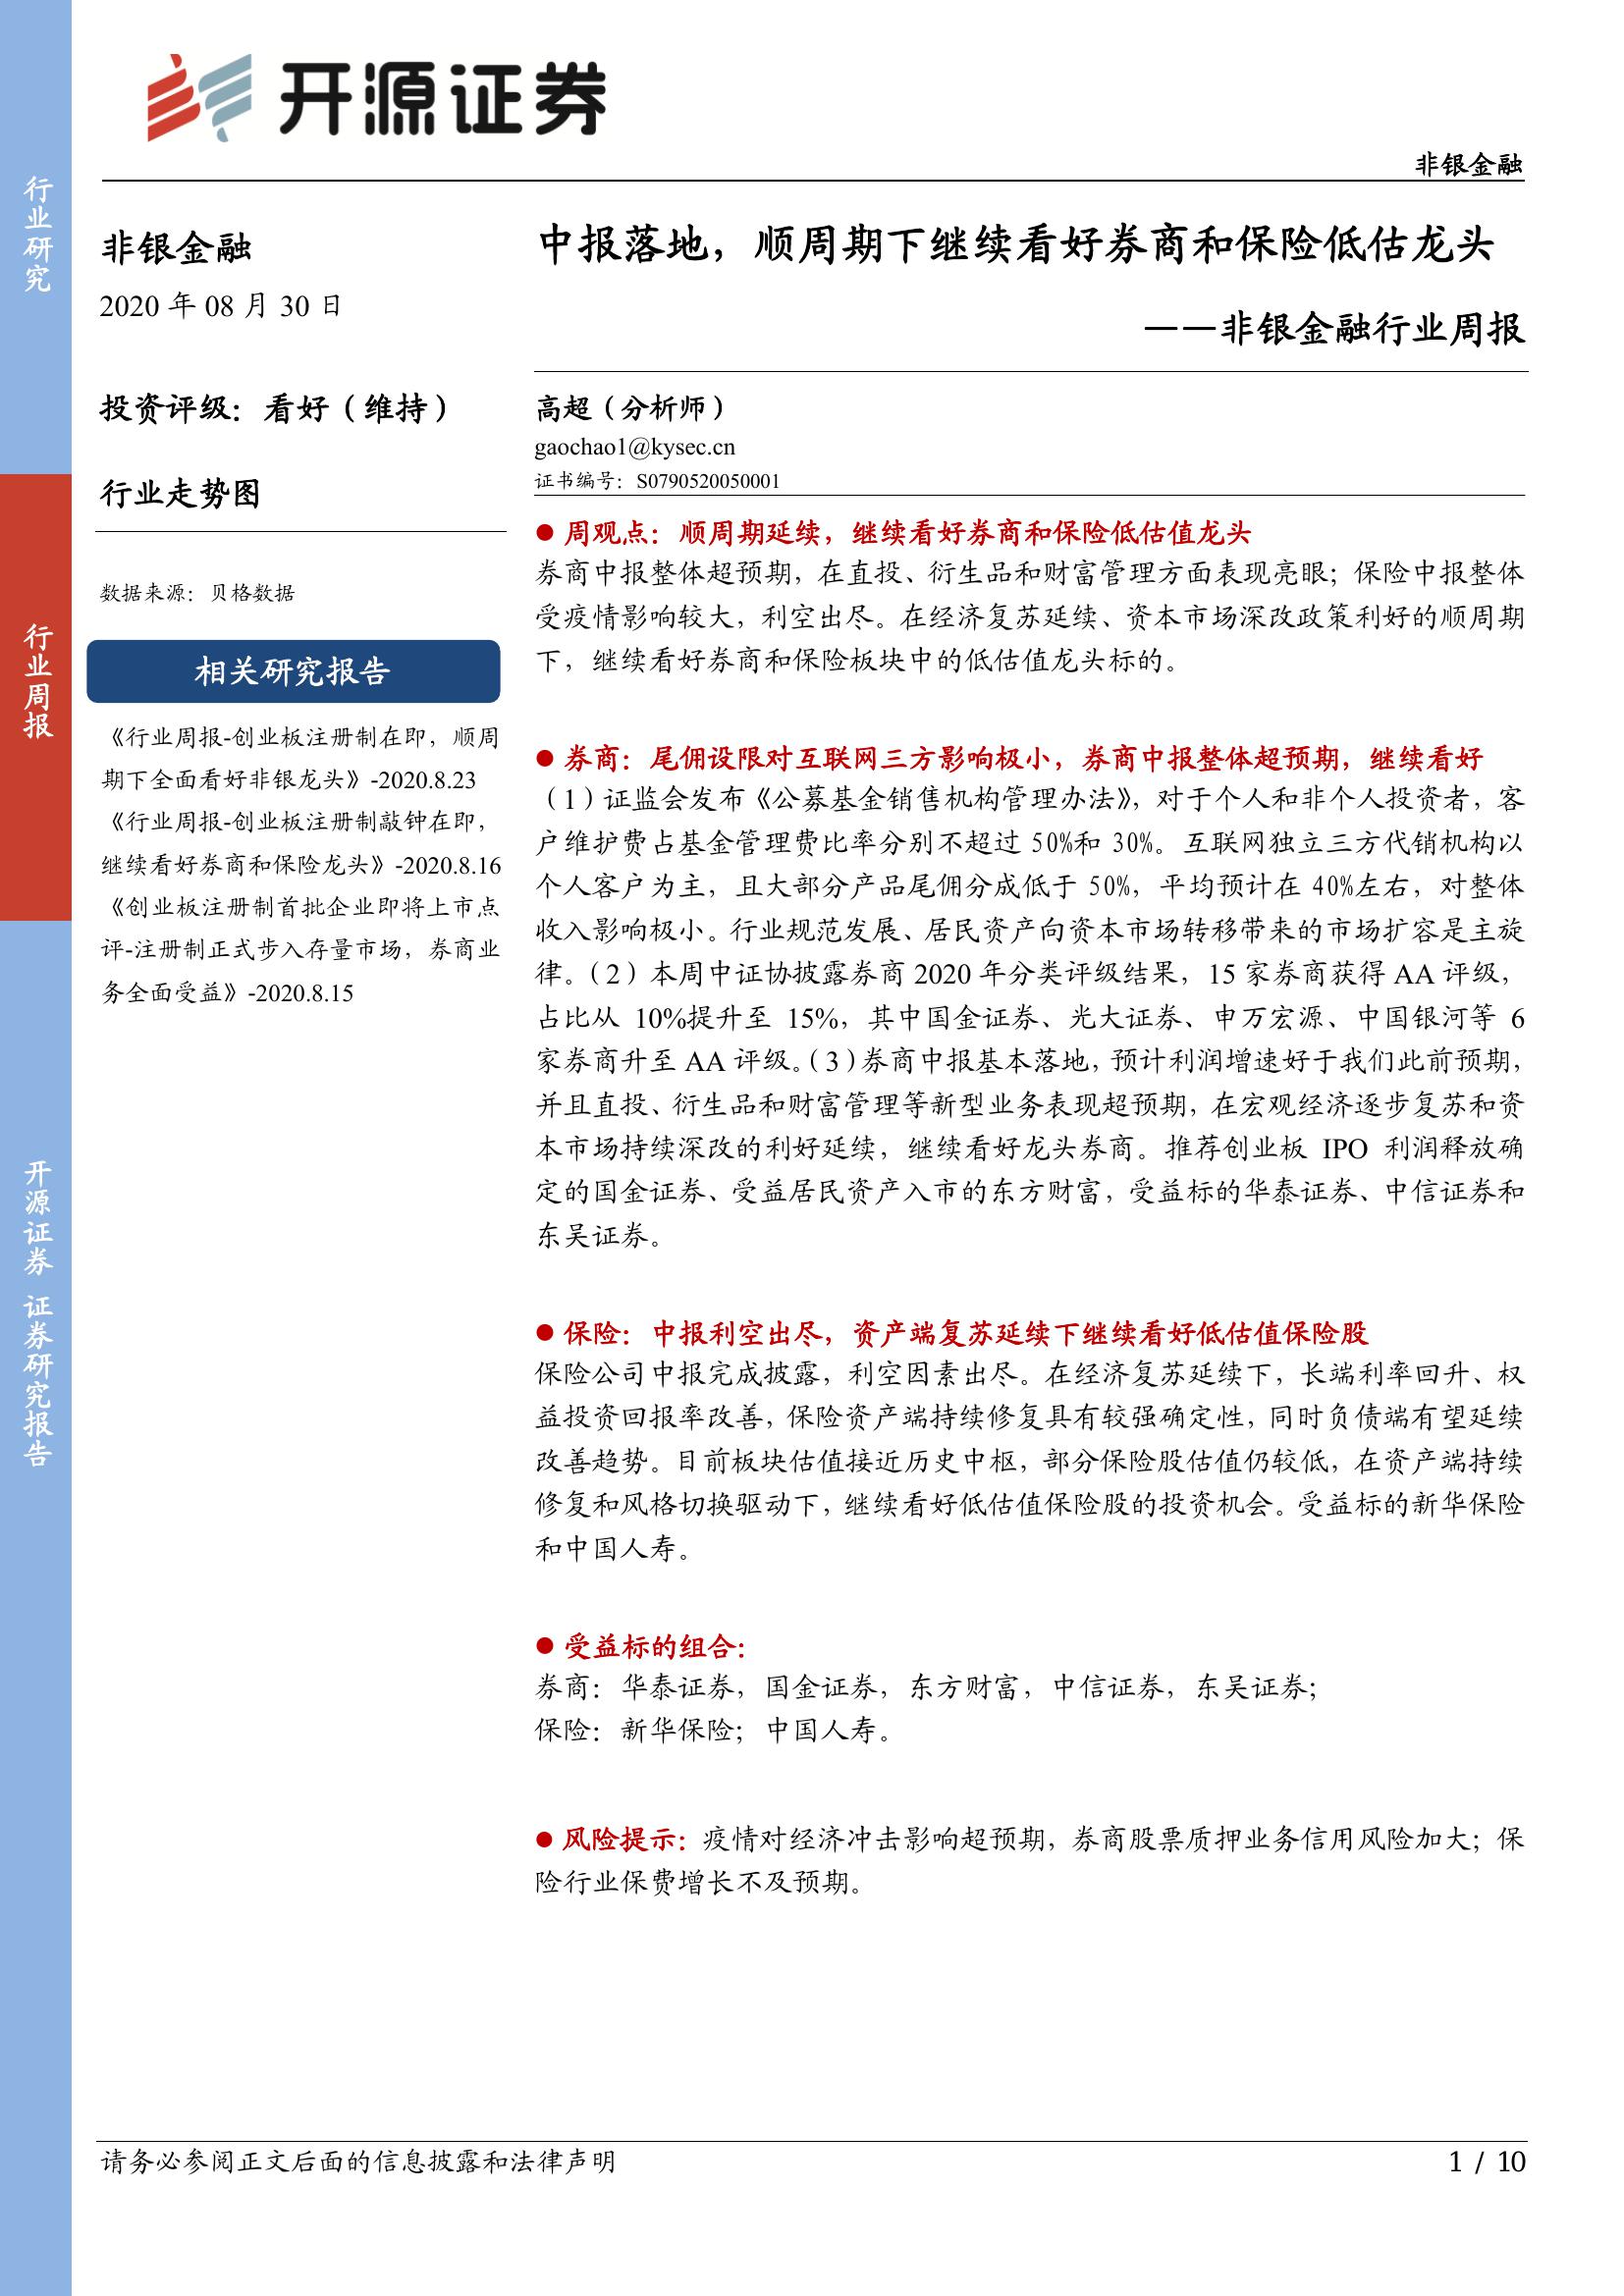 开源证券
非银金融
行业研究
行业周报
开源证券 证券研究报告
非银金融
2020 年 08 月 30 日
投资评级：看好（维持）
行业走势图
数据来源：贝格数据
相关研究报告
《行业周报-创业板注册制在即，顺周
期下全面看好非银龙头》-2020.8.23
《行业周报-创业板注册制敲钟在即，
继续看好券商和保险龙头》-2020.8.16
《创业板注册制首批企业即将上市点
评-注册制正式步入存量市场，券商业
务全面受益》-2020.8.15
中报落地，顺周期下继续看好券商和保险低估龙头
——非银金融行业周报
高超（分析师）
gaochao1@kysec.cn
证书编号：S0790520050001
● 周观点：顺周期延续，继续看好券商和保险低估值龙头
券商中报整体超预期，在直投、衍生品和财富管理方面表现亮眼；保险中报整体
受疫情影响较大，利空出尽。在经济复苏延续、资本市场深改政策利好的顺周期
下，继续看好券商和保险板块中的低估值龙头标的。
● 券商：尾佣设限对互联网三方影响极小，券商中报整体超预期，继续看好
（1）证监会发布《公募基金销售机构管理办法》，对于个人和非个人投资者，客
户维护费占基金管理费比率分别不超过 50%和 30%。互联网独立三方代销机构以
个人客户为主，且大部分产品尾佣分成低于 50%，平均预计在 40%左右，对整体
收入影响极小。行业规范发展、居民资产向资本市场转移带来的市场扩容是主旋
律。（2）本周中证协披露券商 2020 年分类评级结果，15 家券商获得 AA 评级，
占比从 10%提升至 15%，其中国金证券、光大证券、申万宏源、中国银河等 6
家券商升至 AA 评级。（3）券商中报基本落地，预计利润增速好于我们此前预期，
并且直投、衍生品和财富管理等新型业务表现超预期，在宏观经济逐步复苏和资
本市场持续深改的利好延续，继续看好龙头券商。推荐创业板 IPO 利润释放确
定的国金证券、受益居民资产入市的东方财富，受益标的华泰证券、中信证券和
东吴证券。
● 保险：中报利空出尽，资产端复苏延续下继续看好低估值保险股
保险公司中报完成披露，利空因素出尽。在经济复苏延续下，长端利率回升、权
益投资回报率改善，保险资产端持续修复具有较强确定性，同时负债端有望延续
改善趋势。目前板块估值接近历史中枢，部分保险股估值仍较低，在资产端持续
修复和风格切换驱动下，继续看好低估值保险股的投资机会。受益标的新华保险
和中国人寿。
● 受益标的组合：
券商：华泰证券，国金证券，东方财富，中信证券，东吴证券；
保险：新华保险；中国人寿。
● 风险提示：疫情对经济冲击影响超预期，券商股票质押业务信用风险加大；保
险行业保费增长不及预期。
请务必参阅正文后面的信息披露和法律声明
1 / 10